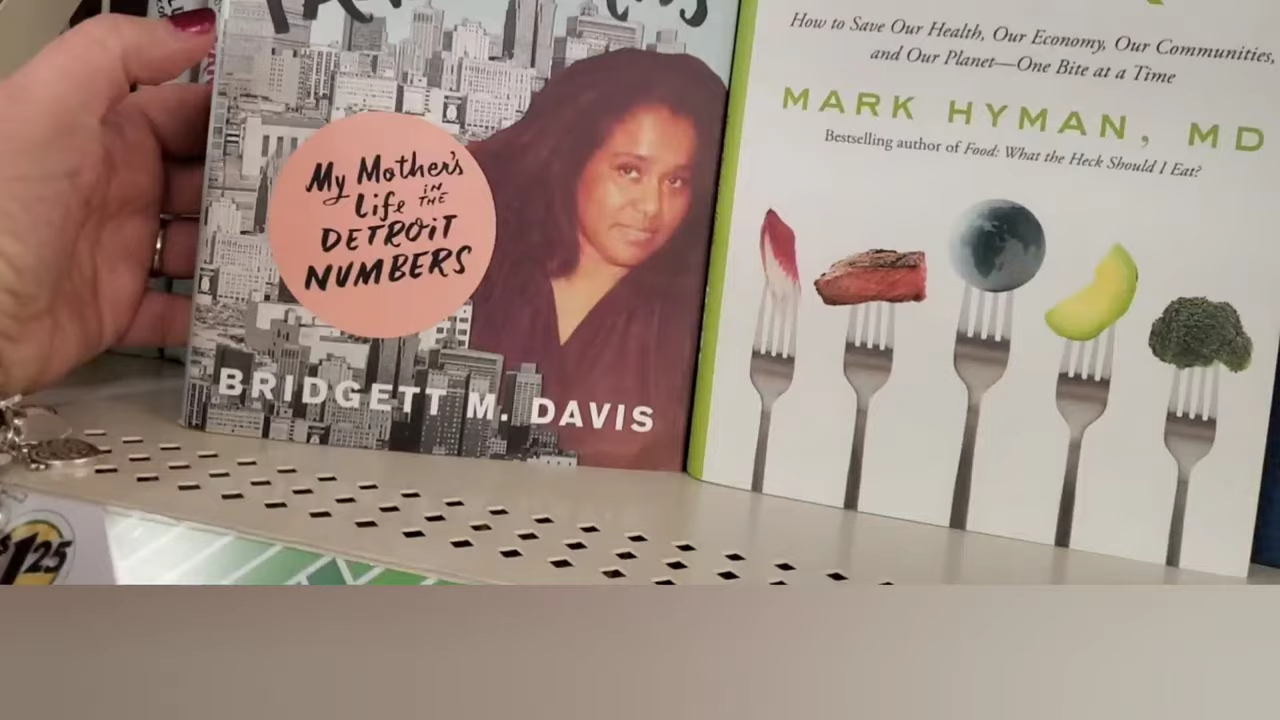 My Mother's
Life IN THE
DETROIT
NUMBERS
BRIDGETT M. DAVIS
How to Save Our Health, Our Economy, Our Communities,
and Our Planet—One Bite at a Time
MARK HYMAN, MD
Bestselling author of Food: What the Heck Should I Eat?
$1.25